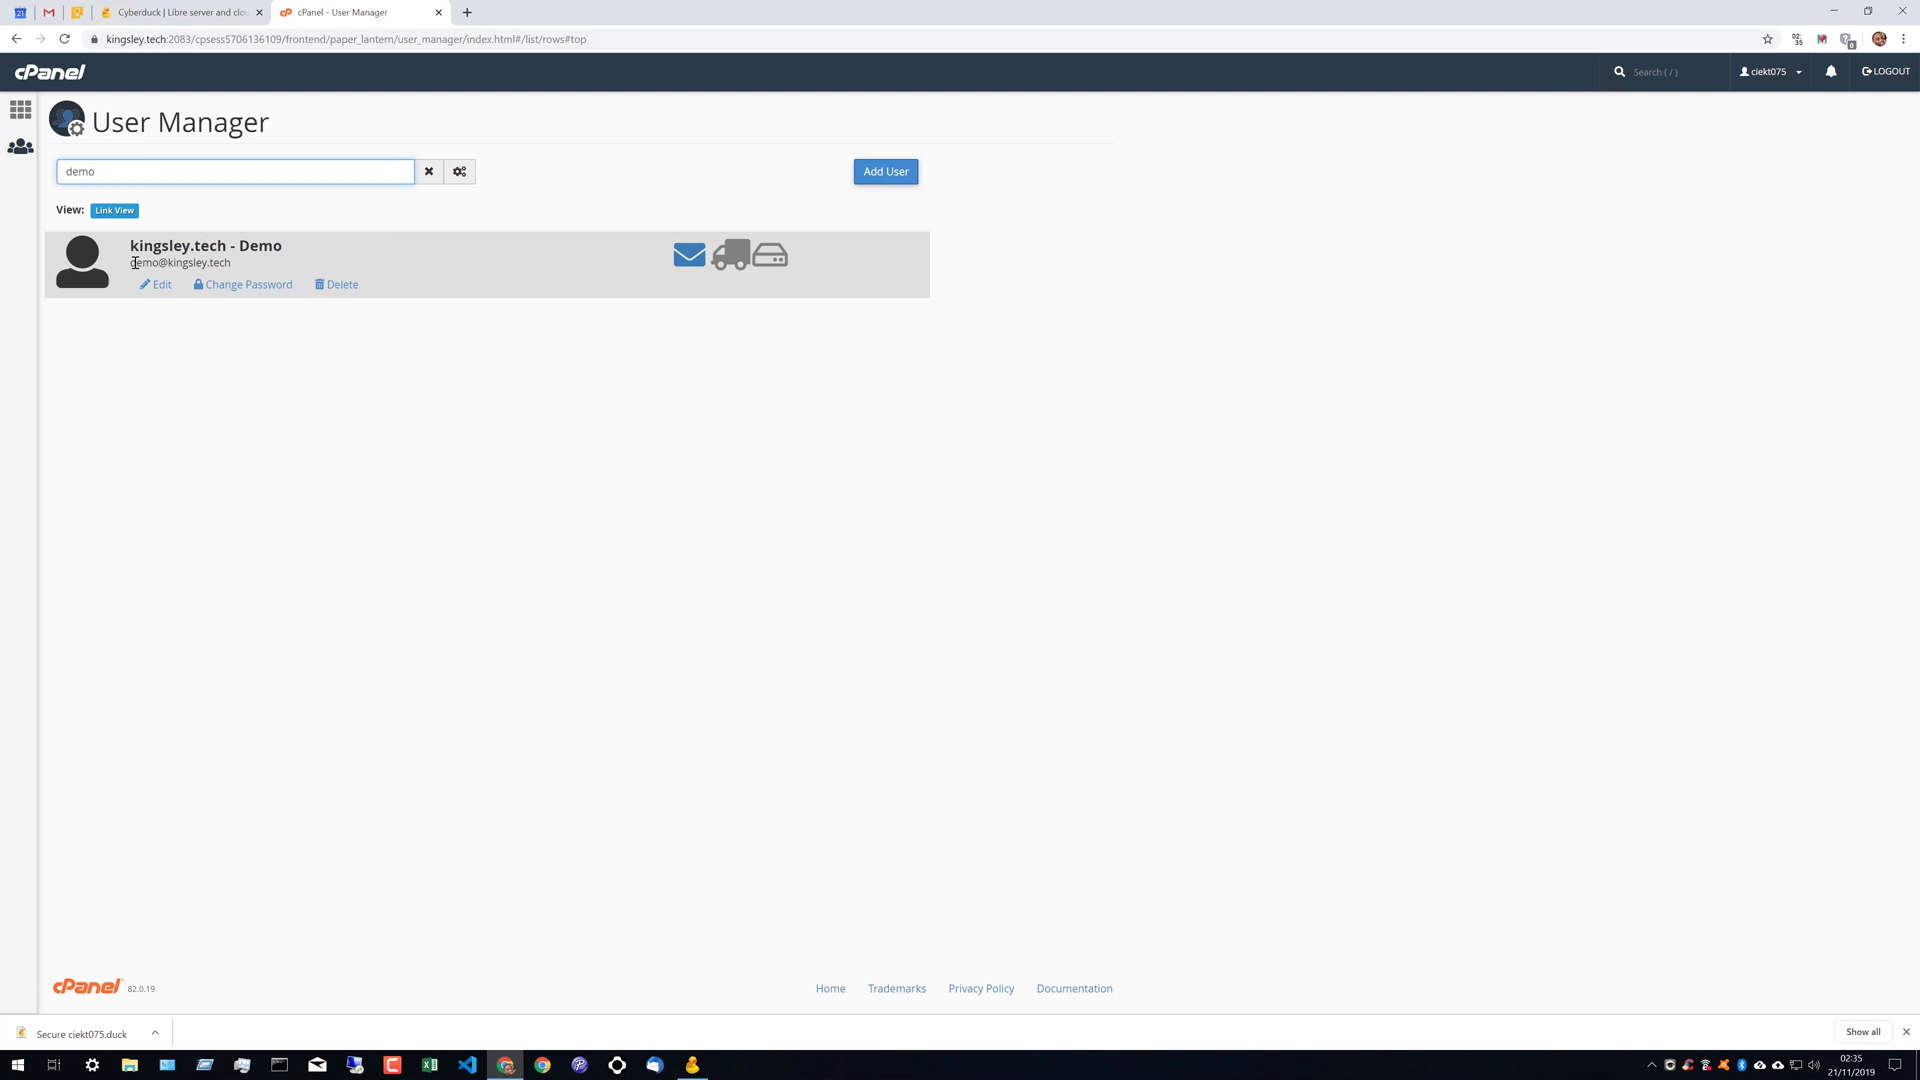 Cyberduck | Libre server and clo
cPanel - User Manager
kingsley.tech:2083/cpsess5706136109/frontend/paper_lantern/user_manager/index.html#/list/rows#top
cPanel
Search ( / )
ciekt075
LOGOUT
User Manager
demo
Add User
View: Link View
kingsley.tech - Demo
demo@kingsley.tech
Edit
Change Password
Delete
cPanel 82.0.19
Home
Trademarks
Privacy Policy
Documentation
Secure ciekt075.duck
Show all
02:35
21/11/2019